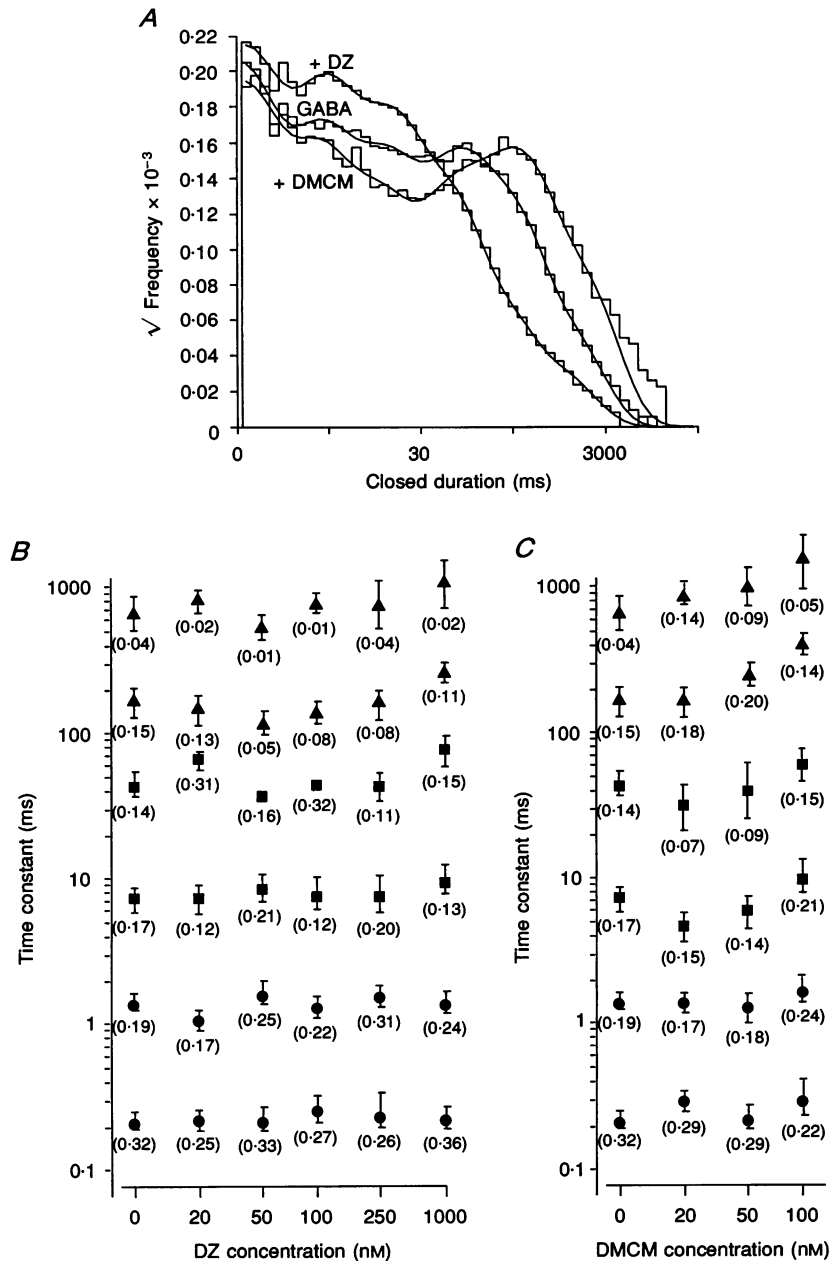 A
0·22
0·20
0·18
0·16
0·14
0·12
0·10
0·08
0·06
0·04
0·02
0
√ Frequency × 10⁻³
+ DZ
GABA
+ DMCM
0 30 3000
Closed duration (ms)
B
1000
100
10
1
0·1
Time constant (ms)
(0·04) (0·02) (0·01) (0·01) (0·04) (0·02)
(0·15) (0·13) (0·05) (0·08) (0·08) (0·11)
(0·14) (0·31) (0·16) (0·32) (0·11) (0·15)
(0·17) (0·12) (0·21) (0·12) (0·20) (0·13)
(0·19) (0·17) (0·25) (0·22) (0·31) (0·24)
(0·32) (0·25) (0·33) (0·27) (0·26) (0·36)
0 20 50 100 250 1000
DZ concentration (nM)
C
1000
100
10
1
0·1
Time constant (ms)
(0·04) (0·14) (0·09) (0·05)
(0·15) (0·18) (0·20) (0·14)
(0·14) (0·07) (0·09) (0·15)
(0·17) (0·15) (0·14) (0·21)
(0·19) (0·17) (0·18) (0·24)
(0·32) (0·29) (0·29) (0·22)
0 20 50 100
DMCM concentration (nM)